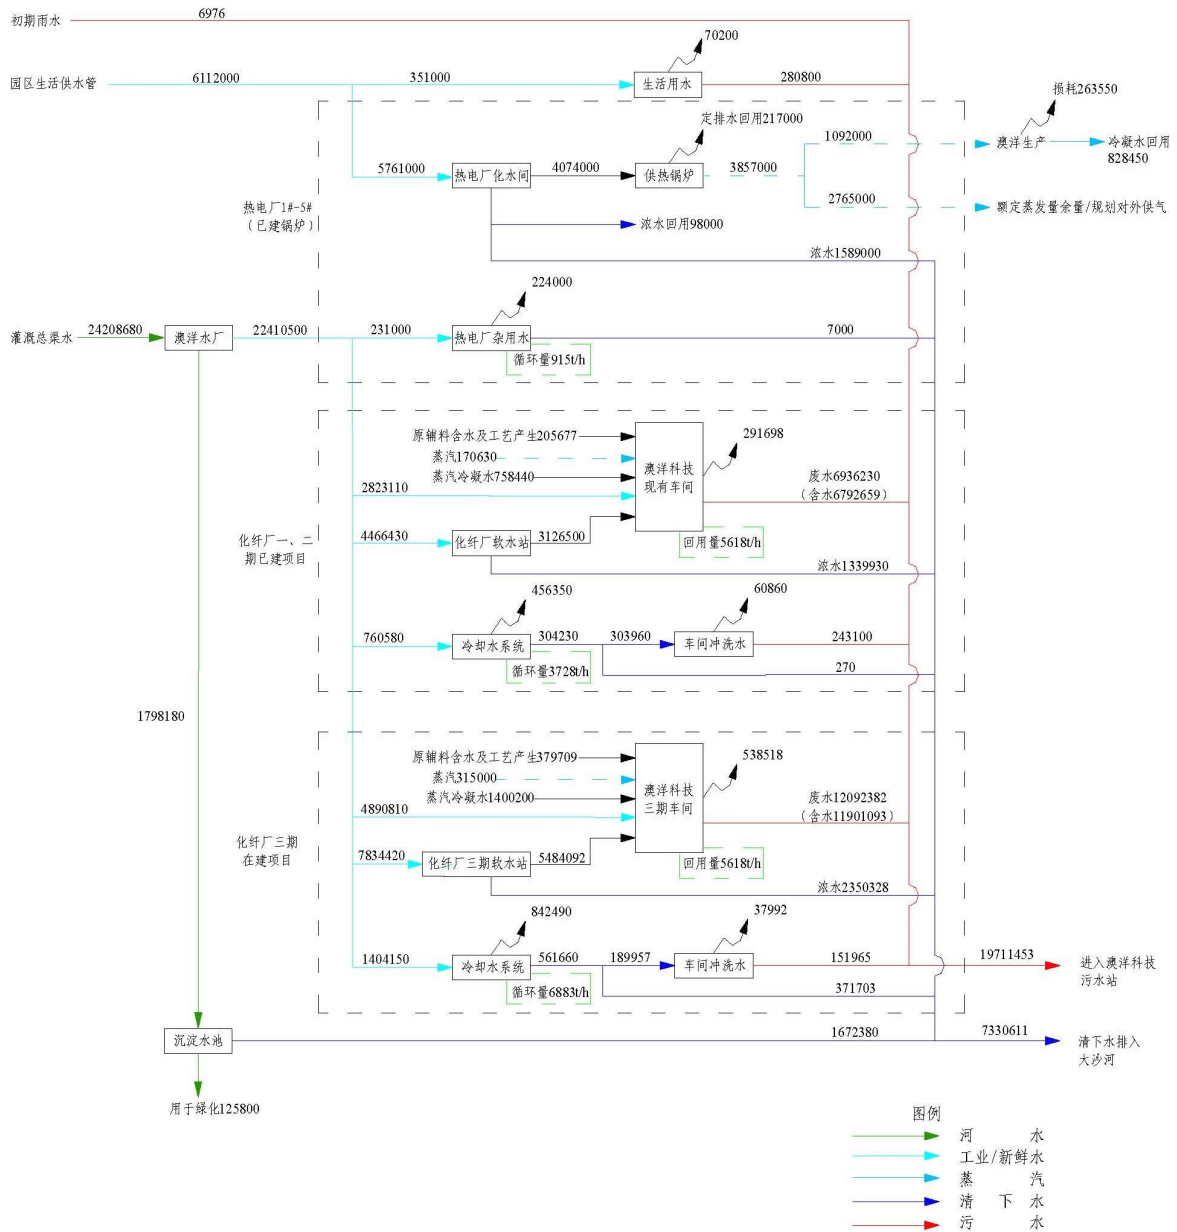 初期雨水
6976
70200
园区生活供水管
6112000
351000
生活用水
280800
损耗263550
定排水回用217000
1092000
澳洋生产
冷凝水回用
828450
5761000
热电厂化水间
4074000
供热锅炉
3857000
2765000
热电厂1#-5#
(已建锅炉)
额定蒸发量余量/规划对外供气
浓水回用98000
浓水1589000
224000
灌溉总渠水
24208680
澳洋水厂
22410500
231000
热电厂杂用水
7000
循环量915t/h
原辅料含水及工艺产生205677
291698
蒸汽170630
澳洋科技
现有车间
蒸汽冷凝水758440
废水6936230
(含水6792659)
2823110
化纤厂一、二
期已建项目
4466430
化纤厂软水站
3126500
回用量5618t/h
浓水1339930
456350
60860
760580
冷却水系统
304230
303960
车间冲洗水
243100
循环量3728t/h
270
1798180
原辅料含水及工艺产生379709
538518
蒸汽315000
澳洋科技
三期车间
蒸汽冷凝水1400200
废水12092382
(含水11901093)
4890810
化纤厂三期
在建项目
7834420
化纤厂三期软水站
5484092
回用量5618t/h
浓水2350328
842490
37992
1404150
冷却水系统
561660
189957
车间冲洗水
151965
19711453
进入澳洋科技
污水站
循环量6883t/h
371703
沉淀水池
1672380
7330611
清下水排入
大沙河
用于绿化125800
图例
河 水
工业/新鲜水
蒸 汽
清 下 水
污 水